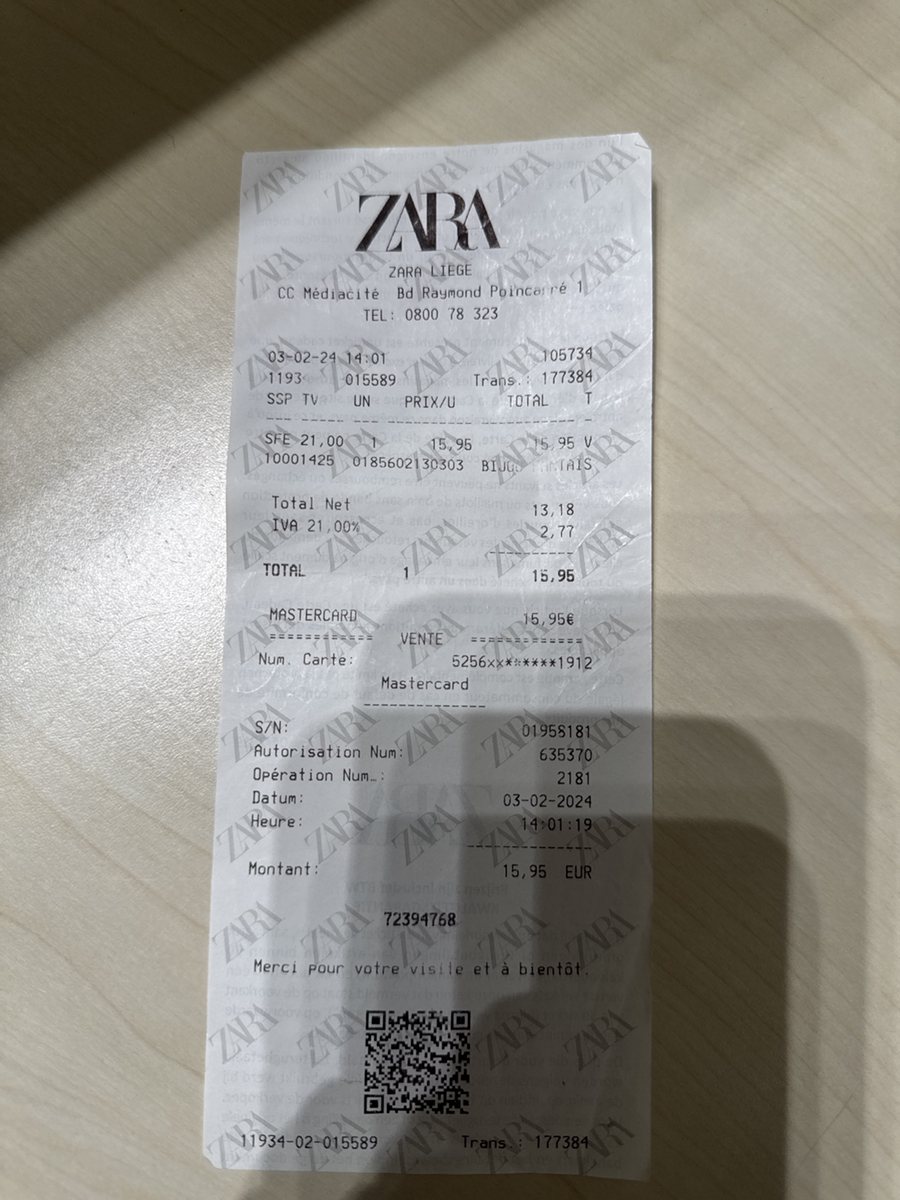 ZARA
ZARA LIEGE
CC Médiacité Bd Raymond Poincarré 1
TEL: 0800 78 323
03-02-24 14:01 105734
1193 015589 Trans.: 177384
SSP TV UN PRIX/U TOTAL T
SFE 21,00 1 15,95 15,95 V
10001425 0185602130303
Total Net 13,18
IVA 21,00% 2,77
TOTAL 1 15,95
MASTERCARD 15,95€
=========== VENTE ============
Num. Carte: 5256********1912
Mastercard
S/N: 01958181
Autorisation Num: 635370
Opération Num.: 2181
Datum: 03-02-2024
Heure: 14:01:19
Montant: 15,95 EUR
72394768
Merci pour votre visite et à bientôt.
11934-02-015589 Trans.: 177384